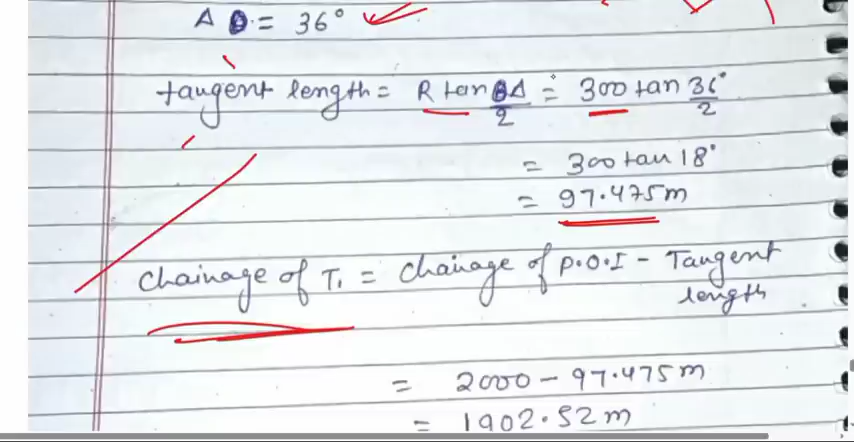 Δ = 36°
tangent length = R tan Δ/2 = 300 tan 36°/2
= 300 tan 18°
= 97.475m
Chainage of T₁ = Chainage of P.O.I - Tangent length
= 2000 - 97.475m
= 1902.52m